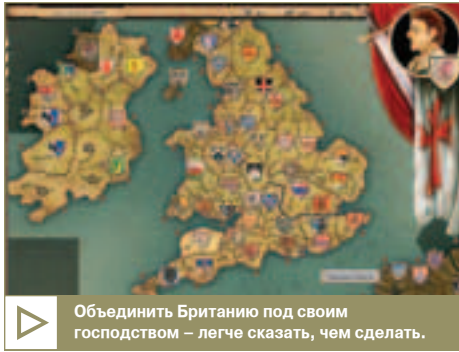 Объединить Британию под своим
господством – легче сказать, чем сделать.